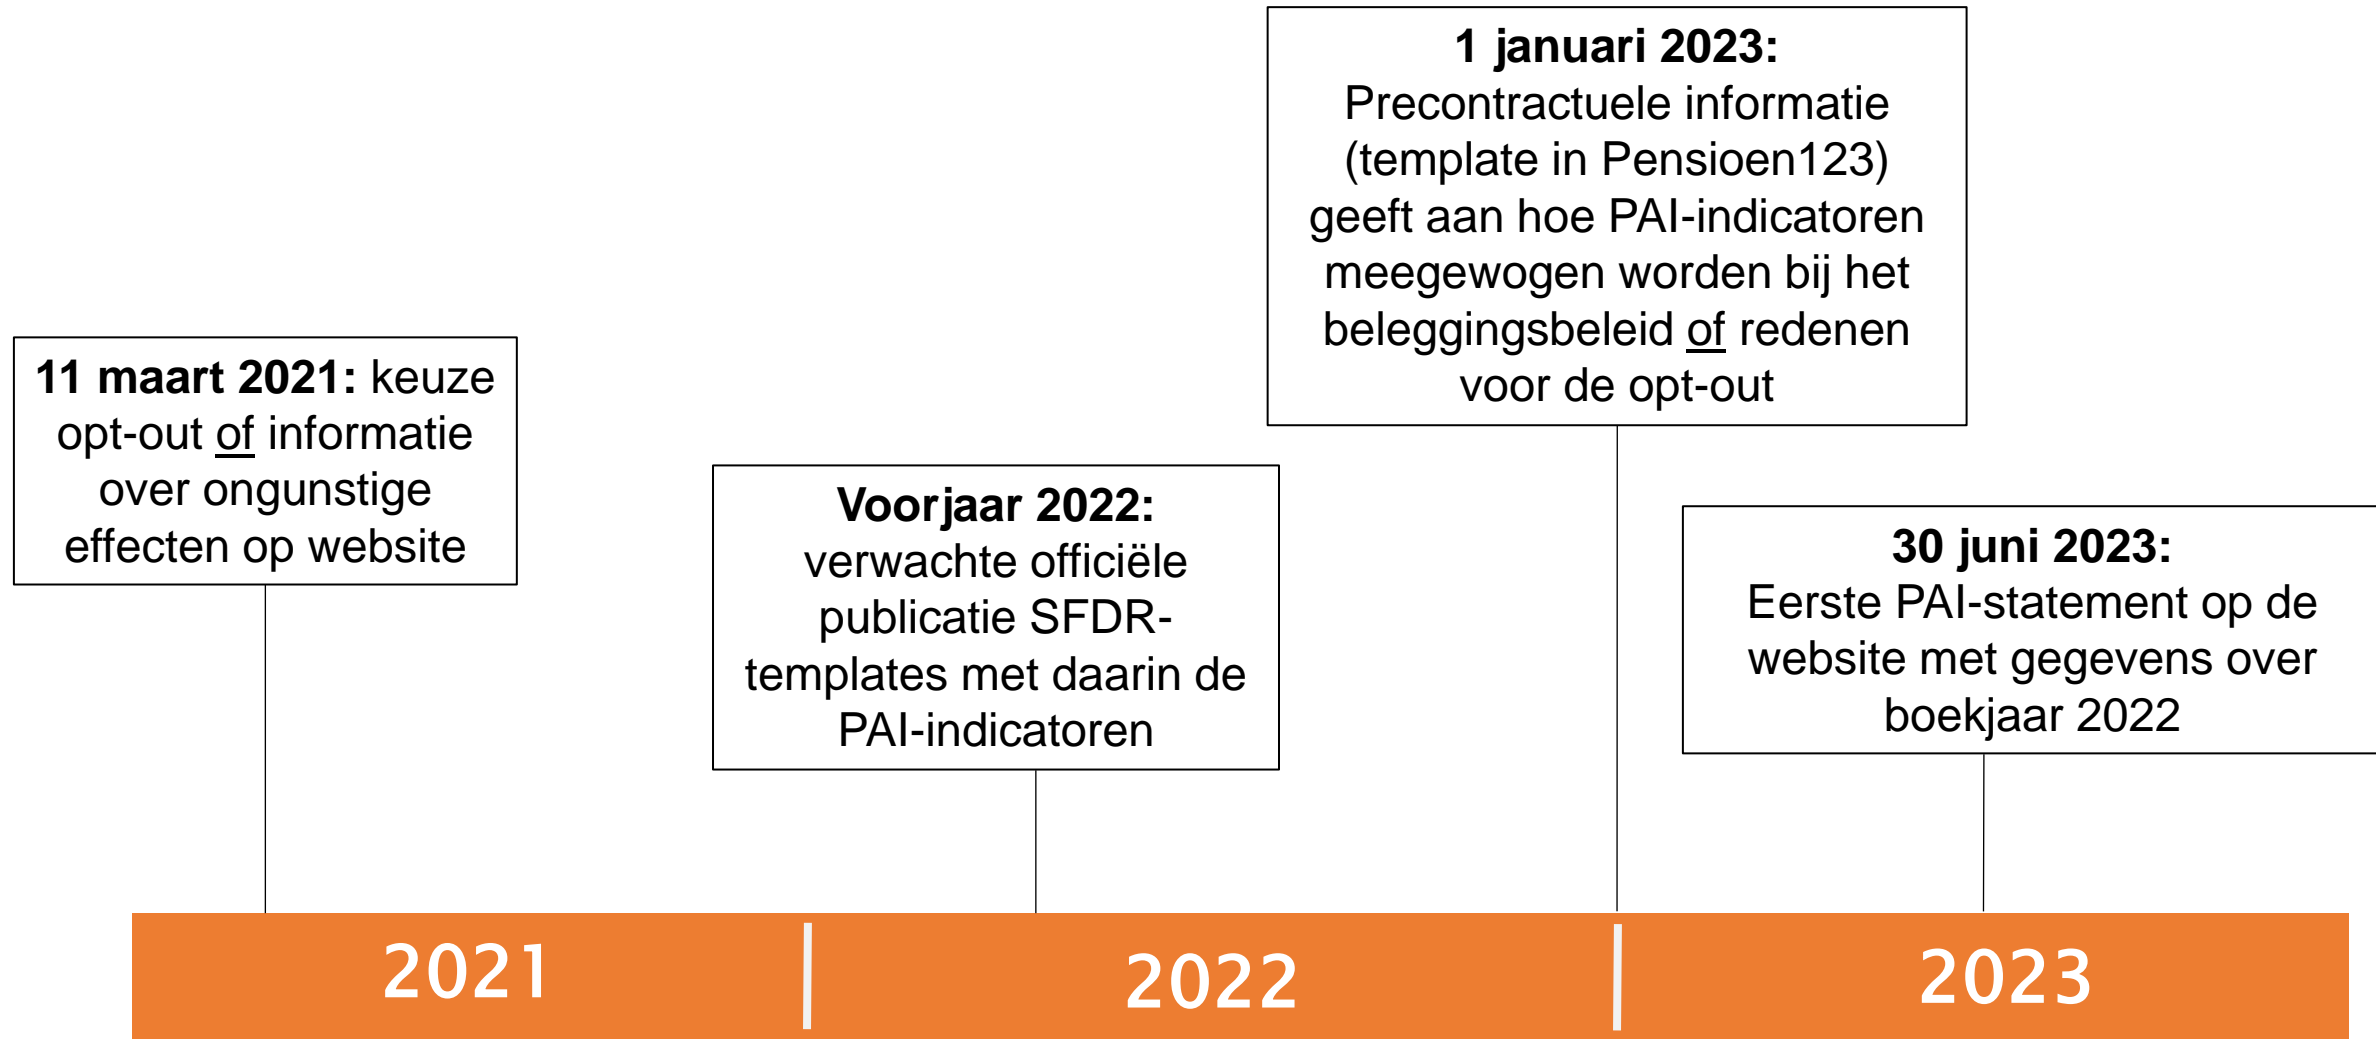 11 maart 2021: keuze
opt-out of informatie
over ongunstige
effecten op website
Voorjaar 2022:
verwachte officiële
publicatie SFDR-
templates met daarin de
PAI-indicatoren
1 januari 2023:
Precontractuele informatie
(template in Pensioen123)
geeft aan hoe PAI-indicatoren
meegewogen worden bij het
beleggingsbeleid of redenen
voor de opt-out
30 juni 2023:
Eerste PAI-statement op de
website met gegevens over
boekjaar 2022
2021
2022
2023